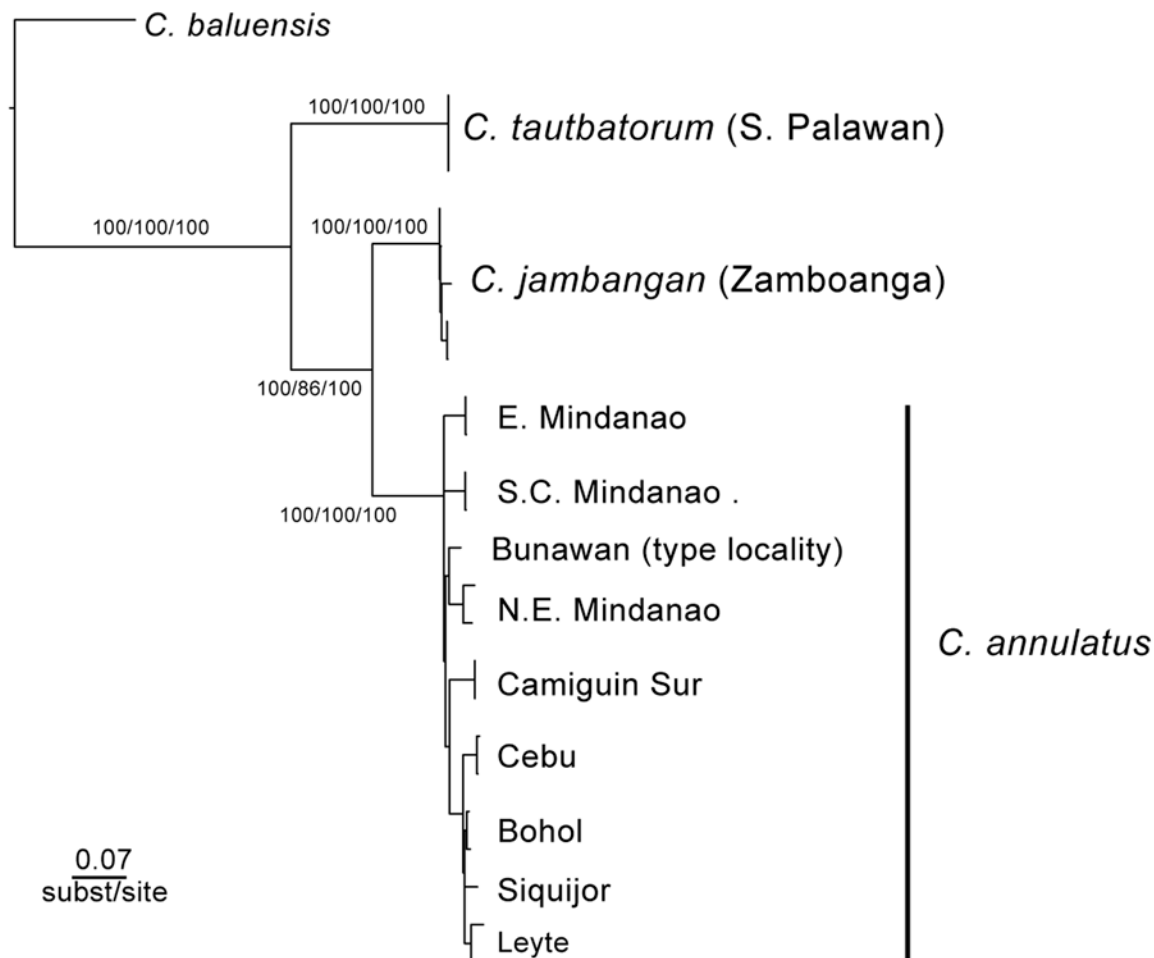 C. baluensis
100/100/100
C. tautbatorum (S. Palawan)
100/100/100
100/100/100
C. jambangan (Zamboanga)
100/86/100
E. Mindanao
S.C. Mindanao .
100/100/100
Bunawan (type locality)
N.E. Mindanao
C. annulatus
Camiguin Sur
Cebu
Bohol
0.07
subst/site
Siquijor
Leyte